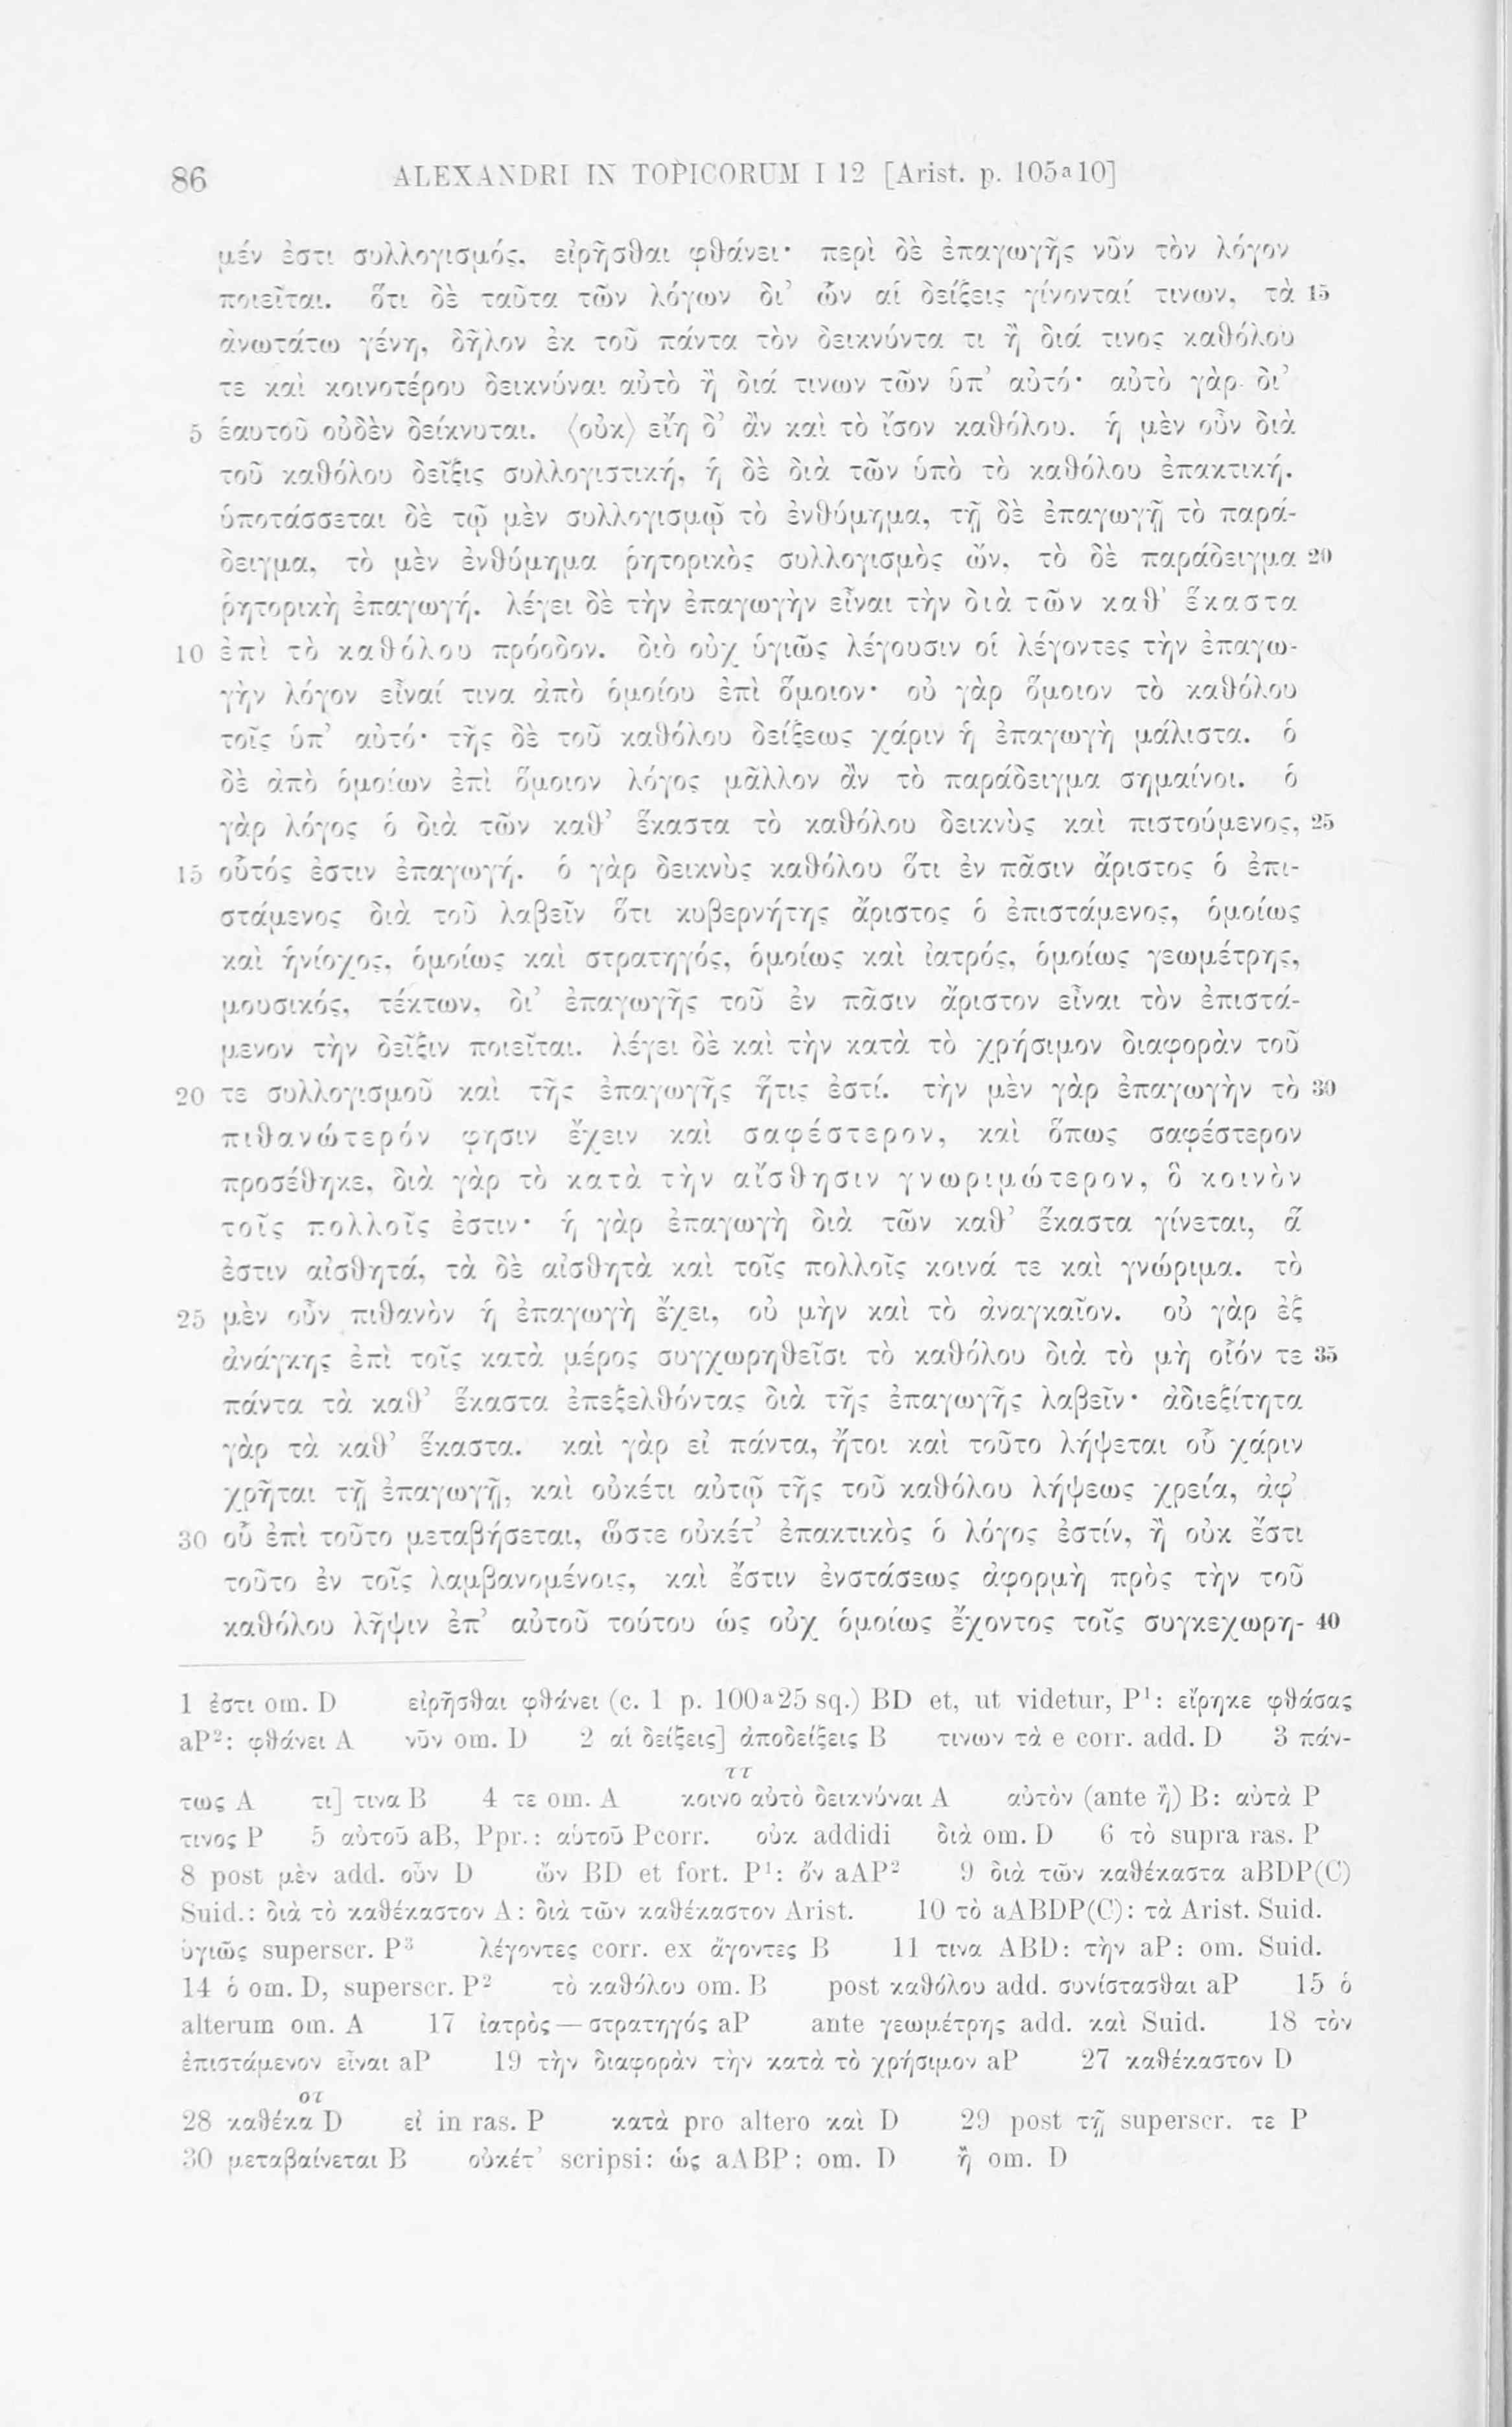 86 ALEXANDRI IN TOPICORUM I 12 [Arist. p. 105a10]
μέν ἐστι συλλογισμός, εἰρῆσθαι φθάνει· περὶ δὲ ἐπαγωγῆς νῦν τὸν λόγον
ποιεῖται. ὅτι δὲ ταῦτα τῶν λόγων δι’ ὧν αἱ δείξεις γίνονταί τινων, τὰ 15
ἀνωτάτω γένη, δῆλον ἐκ τοῦ πάντα τὸν δεικνύντα τι ἢ διά τινος καθόλου
τε καὶ κοινοτέρου δεικνύναι αὐτὸ ἢ διά τινων τῶν ὑπ’ αὐτό· αὐτὸ γὰρ δι’
5 ἑαυτοῦ οὐδὲν δείκνυται. ⟨οὐκ⟩ εἴη δ’ ἂν καὶ τὸ ἴσον καθόλου. ἡ μὲν οὖν διὰ
τοῦ καθόλου δεῖξις συλλογιστική, ἡ δὲ διὰ τῶν ὑπὸ τὸ καθόλου ἐπακτική.
ὑποτάσσεται δὲ τῷ μὲν συλλογισμῷ τὸ ἐνθύμημα, τῇ δὲ ἐπαγωγῇ τὸ παρά-
δειγμα, τὸ μὲν ἐνθύμημα ῥητορικὸς συλλογισμὸς ὤν, τὸ δὲ παράδειγμα 20
ῥητορικὴ ἐπαγωγή. λέγει δὲ τὴν ἐπαγωγὴν εἶναι τὴν διὰ τῶν καθ’ ἕκαστα
10 ἐπὶ τὸ καθόλου πρόοδον. διὸ οὐχ ὑγιῶς λέγουσιν οἱ λέγοντες τὴν ἐπαγω-
γὴν λόγον εἶναί τινα ἀπὸ ὁμοίου ἐπὶ ὅμοιον· οὐ γὰρ ὅμοιον τὸ καθόλου
τοῖς ὑπ’ αὐτό· τῆς δὲ τοῦ καθόλου δείξεως χάριν ἡ ἐπαγωγὴ μάλιστα. ὁ
δὲ ἀπὸ ὁμοίων ἐπὶ ὅμοιον λόγος μᾶλλον ἂν τὸ παράδειγμα σημαίνοι. ὁ
γὰρ λόγος ὁ διὰ τῶν καθ’ ἕκαστα τὸ καθόλου δεικνὺς καὶ πιστούμενος, 25
15 οὗτός ἐστιν ἐπαγωγή. ὁ γὰρ δεικνὺς καθόλου ὅτι ἐν πᾶσιν ἄριστος ὁ ἐπι-
στάμενος διὰ τοῦ λαβεῖν ὅτι κυβερνήτης ἄριστος ὁ ἐπιστάμενος, ὁμοίως
καὶ ἡνίοχος, ὁμοίως καὶ στρατηγός, ὁμοίως καὶ ἰατρός, ὁμοίως γεωμέτρης,
μουσικός, τέκτων, δι’ ἐπαγωγῆς τοῦ ἐν πᾶσιν ἄριστον εἶναι τὸν ἐπιστά-
μενον τὴν δεῖξιν ποιεῖται. λέγει δὲ καὶ τὴν κατὰ τὸ χρήσιμον διαφορὰν τοῦ
20 τε συλλογισμοῦ καὶ τῆς ἐπαγωγῆς ἥτις ἐστί. τὴν μὲν γὰρ ἐπαγωγὴν τὸ 30
πιθανώτερόν φησιν ἔχειν καὶ σαφέστερον, καὶ ὅπως σαφέστερον
προσέθηκε, διὰ γὰρ τὸ κατὰ τὴν αἴσθησιν γνωριμώτερον, ὃ κοινὸν
τοῖς πολλοῖς ἐστιν· ἡ γὰρ ἐπαγωγὴ διὰ τῶν καθ’ ἕκαστα γίνεται, ἅ
ἐστιν αἰσθητά, τὰ δὲ αἰσθητὰ καὶ τοῖς πολλοῖς κοινά τε καὶ γνώριμα. τὸ
25 μὲν οὖν πιθανὸν ἡ ἐπαγωγὴ ἔχει, οὐ μὴν καὶ τὸ ἀναγκαῖον. οὐ γὰρ ἐξ
ἀνάγκης ἐπὶ τοῖς κατὰ μέρος συγχωρηθεῖσι τὸ καθόλου διὰ τὸ μὴ οἷόν τε 35
πάντα τὰ καθ’ ἕκαστα ἐπεξελθόντας διὰ τῆς ἐπαγωγῆς λαβεῖν· ἀδιεξίτητα
γὰρ τὰ καθ’ ἕκαστα. καὶ γὰρ εἰ πάντα, ἤτοι καὶ τοῦτο λήψεται οὗ χάριν
χρῆται τῇ ἐπαγωγῇ, καὶ οὐκέτι αὐτῷ τῆς τοῦ καθόλου λήψεως χρεία, ἀφ’
30 οὗ ἐπὶ τοῦτο μεταβήσεται, ὥστε οὐκέτ’ ἐπακτικὸς ὁ λόγος ἐστίν, ἢ οὐκ ἔστι
τοῦτο ἐν τοῖς λαμβανομένοις, καὶ ἔστιν ἐνστάσεως ἀφορμὴ πρὸς τὴν τοῦ
καθόλου λῆψιν ἐπ’ αὐτοῦ τούτου ὡς οὐχ ὁμοίως ἔχοντος τοῖς συγκεχωρη- 40
1 ἐστι om. D εἰρῆσθαι φθάνει (c. 1 p. 100a25 sq.) BD et, ut videtur, P1: εἴρηκε φθάσας
aP2: φθάνει A νῦν om. D 2 αἱ δείξεις] ἀποδείξεις B τινων τὰ e corr. add. D 3 πάν-
τως A τι] τινα B 4 τε om. A κοινοττ αὐτὸ δεικνύναι A αὐτὸν (ante ἢ) B: αὐτὰ P
τινος P 5 αὐτοῦ aB, Ppr.: αὑτοῦ Pcorr. οὐκ addidi διὰ om. D 6 τὸ supra ras. P
8 post μὲν add. οὖν D ὤν BD et fort. P1: ὄν aAP2 9 διὰ τῶν καθέκαστα aBDP(C)
Suid.: διὰ τὸ καθέκαστον A: διὰ τῶν καθέκαστον Arist. 10 τὸ aABDP(C): τὰ Arist. Suid.
ὑγιῶς superscr. P3 λέγοντες corr. ex ἄγοντες B 11 τινα ABD: τὴν aP: om. Suid.
14 ὁ om. D, superscr. P2 τὸ καθόλου om. B post καθόλου add. συνίστασθαι aP 15 ὁ
alterum om. A 17 ἰατρὸς — στρατηγός aP ante γεωμέτρης add. καὶ Suid. 18 τὸν
ἐπιστάμενον εἶναι aP 19 τὴν διαφορὰν τὴν κατὰ τὸ χρήσιμον aP 27 καθέκαστον D
28 καθέκαστ D εἰ in ras. P κατὰ pro altero καὶ D 29 post τῇ superscr. τε P
30 μεταβαίνεται B οὐκέτ’ scripsi: ὡς aABP: om. D ἢ om. D